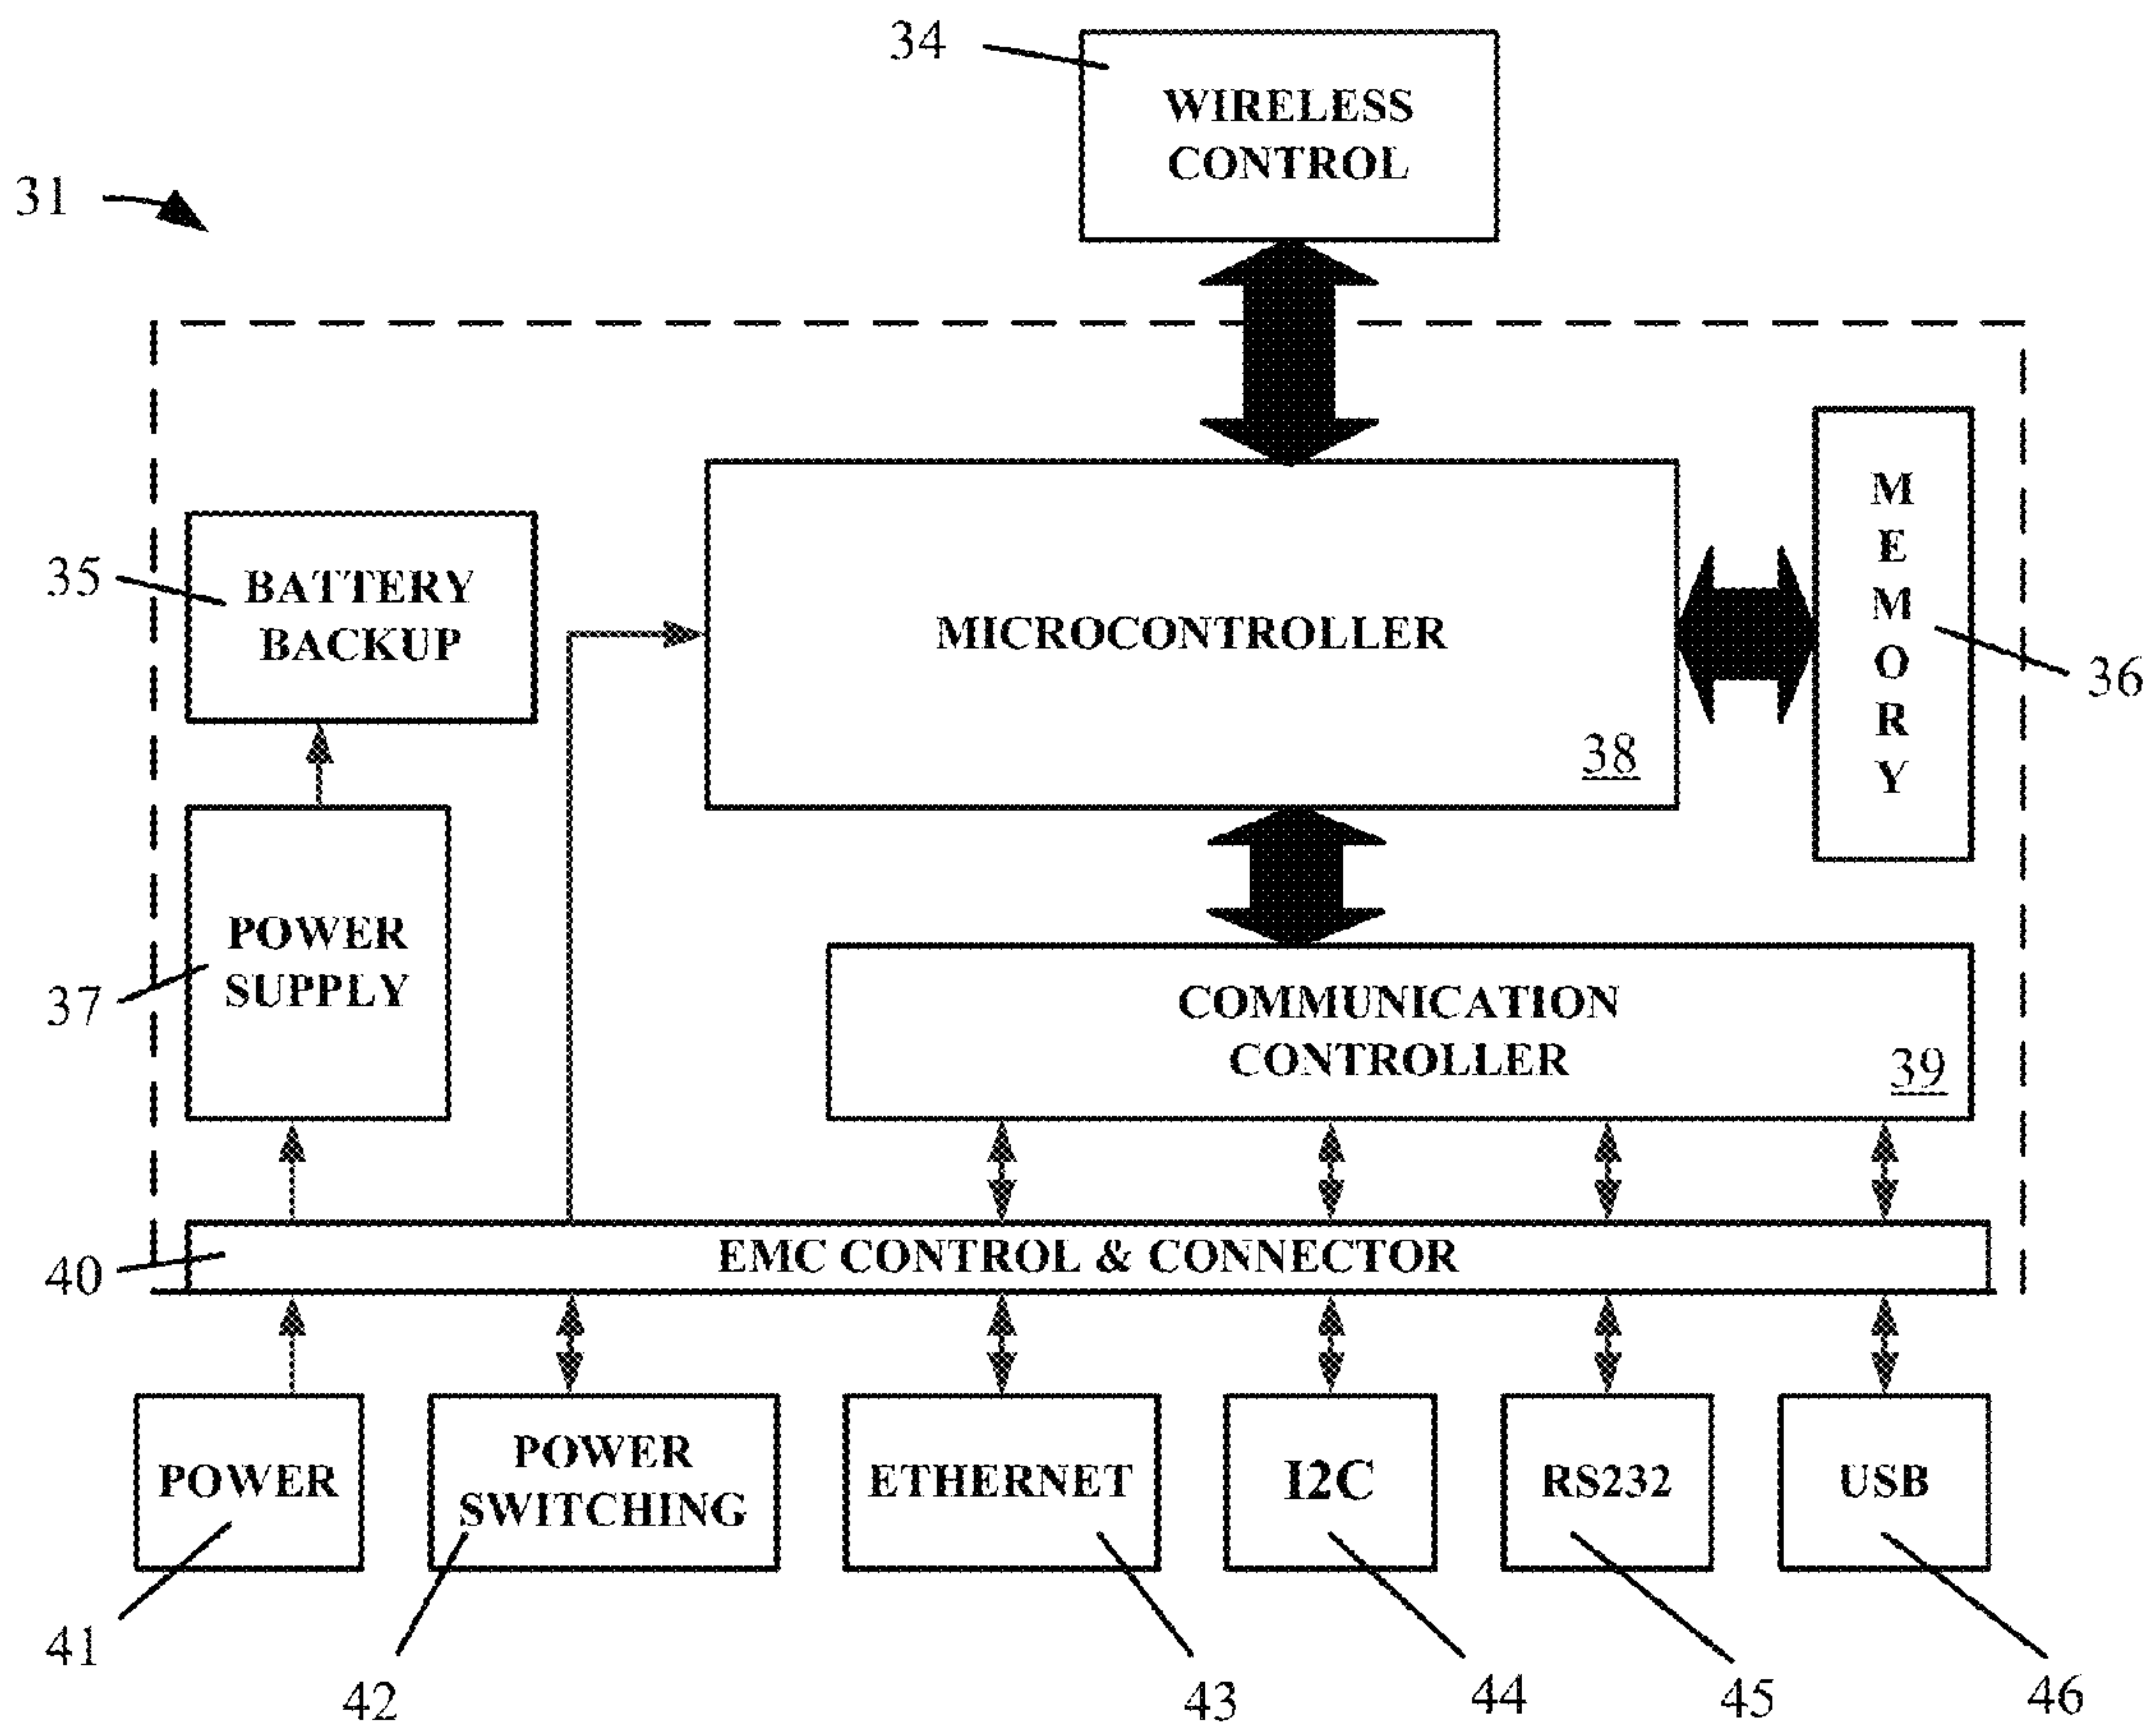 34
WIRELESS
CONTROL
31
35
BATTERY
BACKUP
MICROCONTROLLER
38
M
E
M
O
R
Y
36
37
POWER
SUPPLY
COMMUNICATION
CONTROLLER
39
40
EMC CONTROL & CONNECTOR
POWER
POWER
SWITCHING
ETHERNET
I2C
RS232
USB
41
42
43
44
45
46